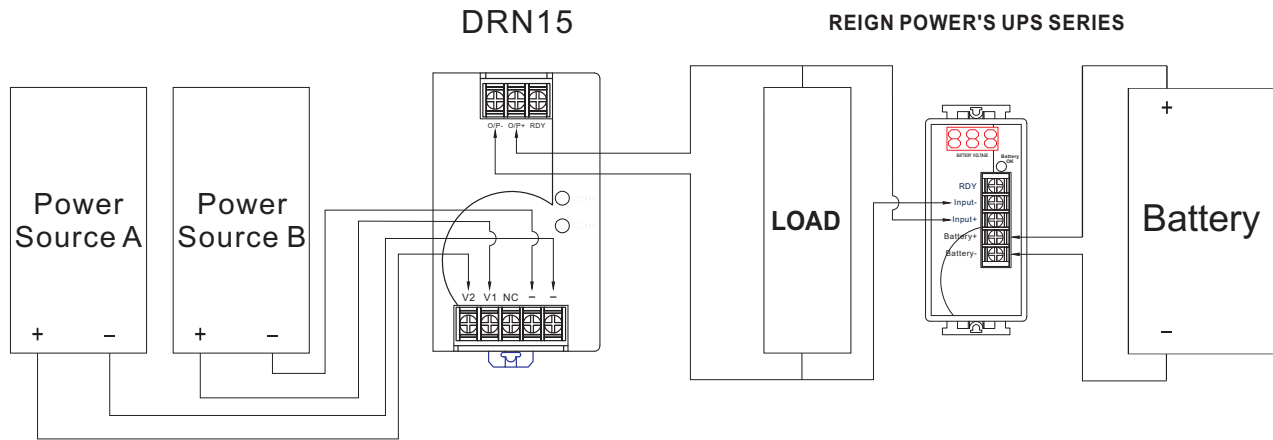 DRN15
REIGN POWER'S UPS SERIES
O/P- O/P+ RDY
Power
Source A
+ −
Power
Source B
+ −
V2 V1 NC − −
LOAD
BATTERY VOLTAGE
Battery
OK
RDY
Input-
Input+
Battery+
Battery-
+
Battery
−